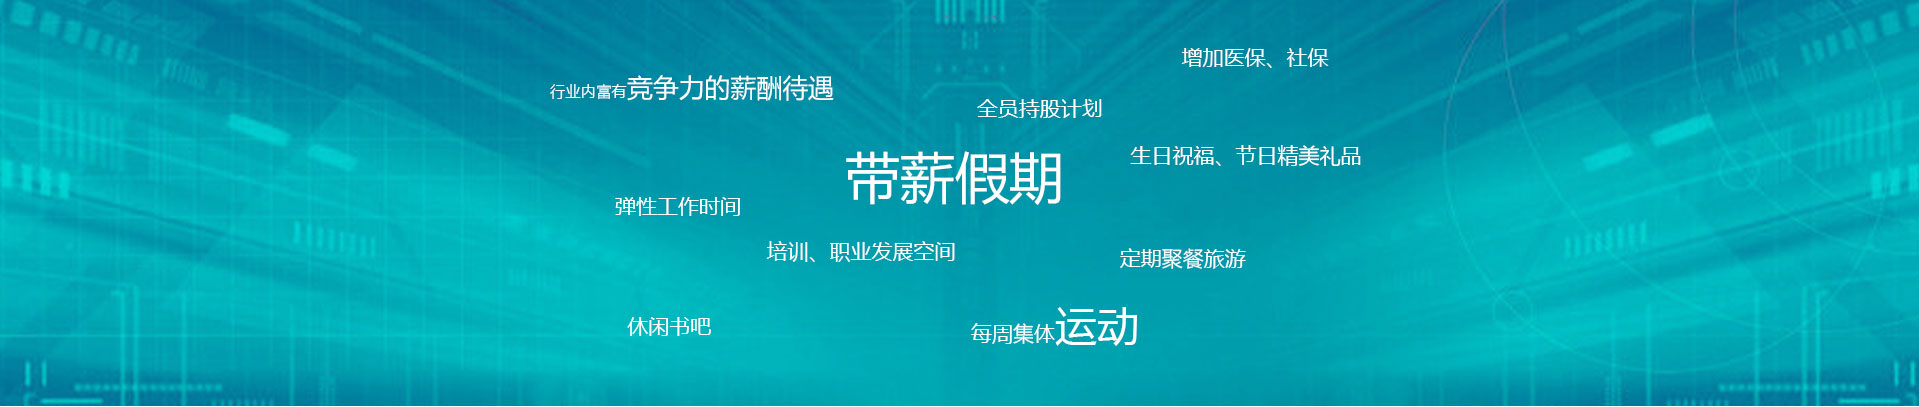 增加医保、社保
行业内富有竞争力的薪酬待遇
全员持股计划
生日祝福、节日精美礼品
带薪假期
弹性工作时间
培训、职业发展空间
定期聚餐旅游
休闲书吧
每周集体运动